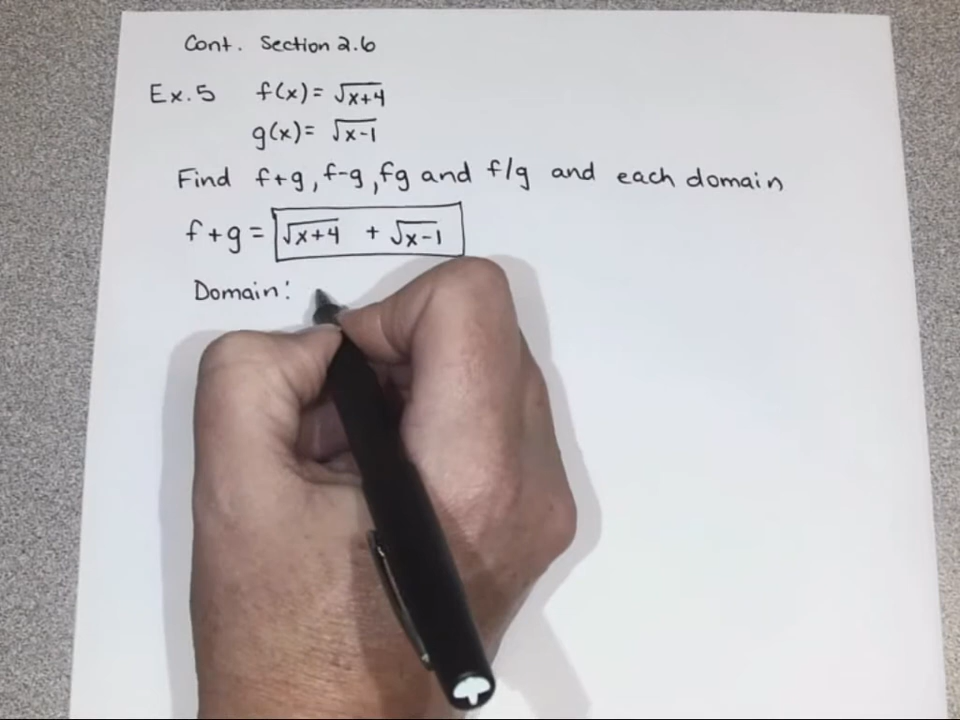 Cont. Section 2.6
Ex. 5 f(x) = √x+4
g(x) = √x-1
Find f+g, f-g, fg and f/g and each domain
f+g = √x+4 + √x-1
Domain: